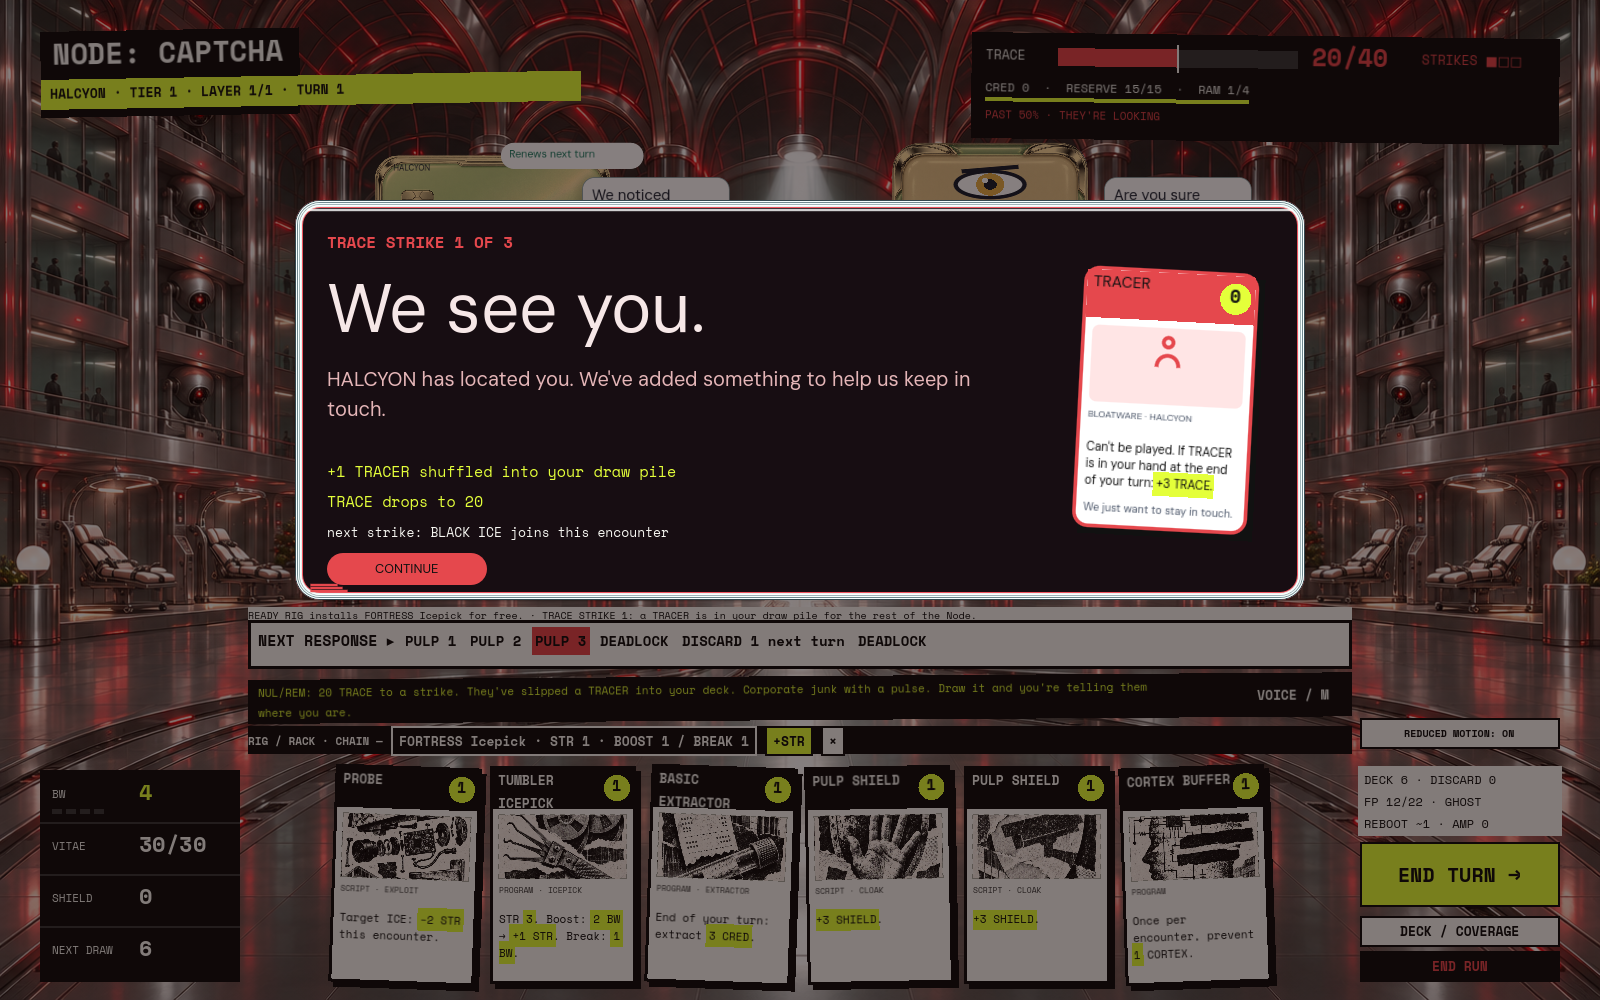 NODE: CAPTCHA
HALCYON · TIER 1 · LAYER 1/1 · TURN 1
TRACE 20/40 STRIKES
CRED 0 · RESERVE 15/15 · RAM 1/4
PAST 50% · THEY'RE LOOKING
HALCYON
Renews next turn
We noticed
Are you sure
TRACE STRIKE 1 OF 3
We see you.
HALCYON has located you. We've added something to help us keep in
touch.
+1 TRACER shuffled into your draw pile
TRACE drops to 20
next strike: BLACK ICE joins this encounter
CONTINUE
TRACER
0
BLOATWARE · HALCYON
Can't be played. If TRACER
is in your hand at the end
of your turn: +3 TRACE.
We just want to stay in touch.
READY RIG installs FORTRESS Icepick for free. · TRACE STRIKE 1: a TRACER is in your draw pile for the rest of the Node.
NEXT RESPONSE ▸ PULP 1 PULP 2 PULP 3 DEADLOCK DISCARD 1 next turn DEADLOCK
NUL/REM: 20 TRACE to a strike. They've slipped a TRACER into your deck. Corporate junk with a pulse. Draw it and you're telling them
where you are.
VOICE / M
RIG / RACK · CHAIN — FORTRESS Icepick · STR 1 · BOOST 1 / BREAK 1 +STR ×
REDUCED MOTION: ON
BW 4
VITAE 30/30
SHIELD 0
NEXT DRAW 6
PROBE
1
SCRIPT · EXPLOIT
Target ICE: -2 STR
this encounter.
TUMBLER
ICEPICK
1
PROGRAM · ICEPICK
STR 3. Boost: 2 BW
→ +1 STR. Break: 1
BW.
BASIC
EXTRACTOR
1
PROGRAM · EXTRACTOR
End of your turn:
extract 3 CRED.
PULP SHIELD
1
SCRIPT · CLOAK
+3 SHIELD.
PULP SHIELD
1
SCRIPT · CLOAK
+3 SHIELD.
CORTEX BUFFER
1
PROGRAM
Once per
encounter, prevent
1 CORTEX.
DECK 6 · DISCARD 0
FP 12/22 · GHOST
REBOOT ~1 · AMP 0
END TURN →
DECK / COVERAGE
END RUN